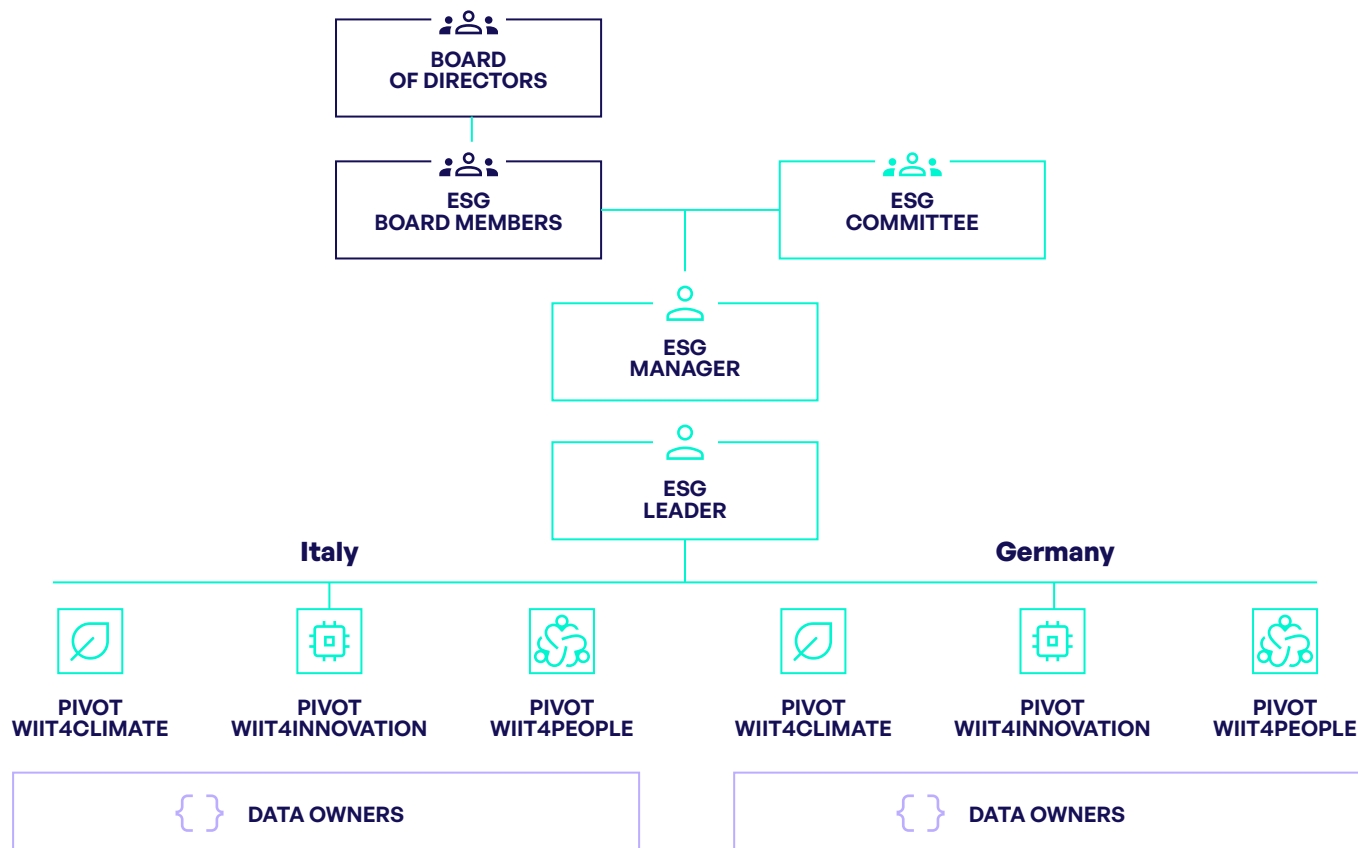 BOARD
OF DIRECTORS
ESG
BOARD MEMBERS
ESG
COMMITTEE
ESG
MANAGER
ESG
LEADER
Italy
Germany
PIVOT
WIIT4CLIMATE
PIVOT
WIIT4INNOVATION
PIVOT
WIIT4PEOPLE
PIVOT
WIIT4CLIMATE
PIVOT
WIIT4INNOVATION
PIVOT
WIIT4PEOPLE
{ } DATA OWNERS
{ } DATA OWNERS